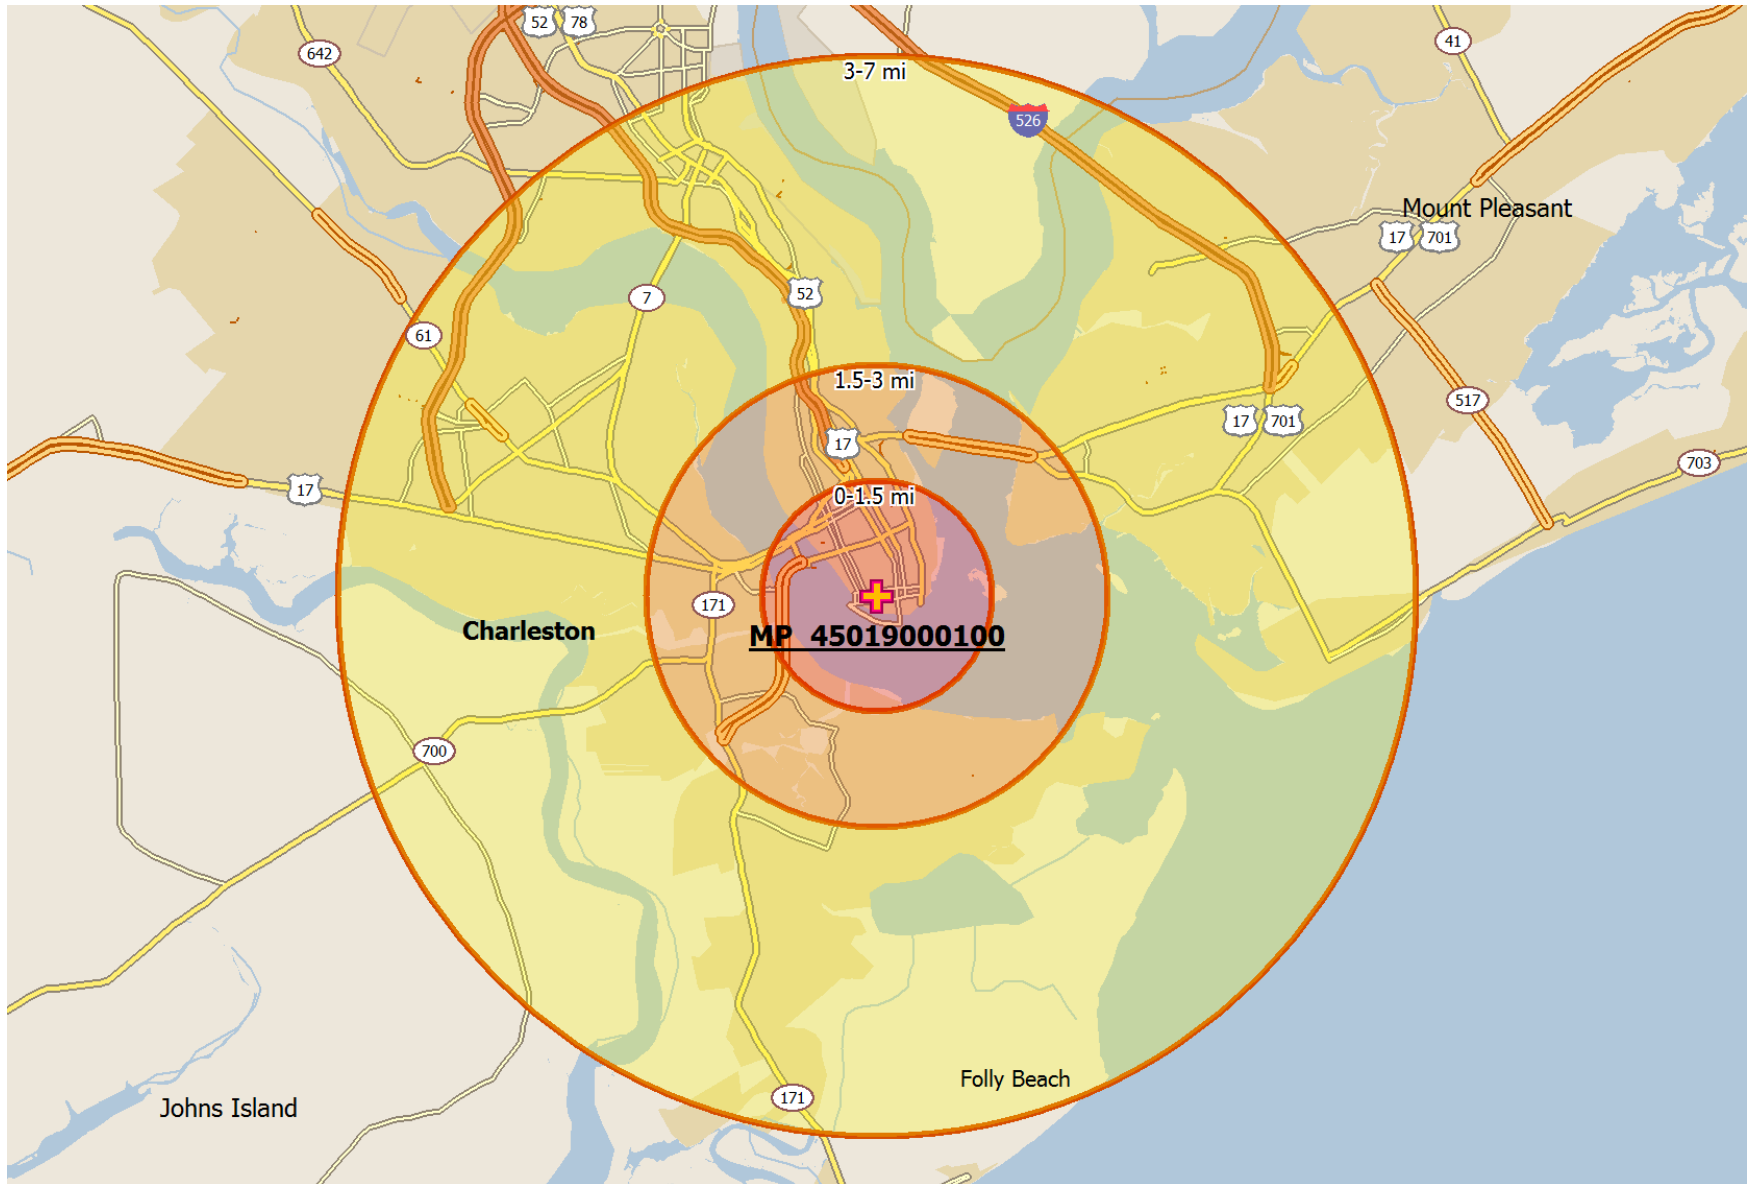 52
78
642
41
3-7 mi
526
Mount Pleasant
17
701
7
52
61
1.5-3 mi
517
17
701
17
703
17
0-1.5 mi
171
Charleston
MP 45019000100
700
Folly Beach
171
Johns Island